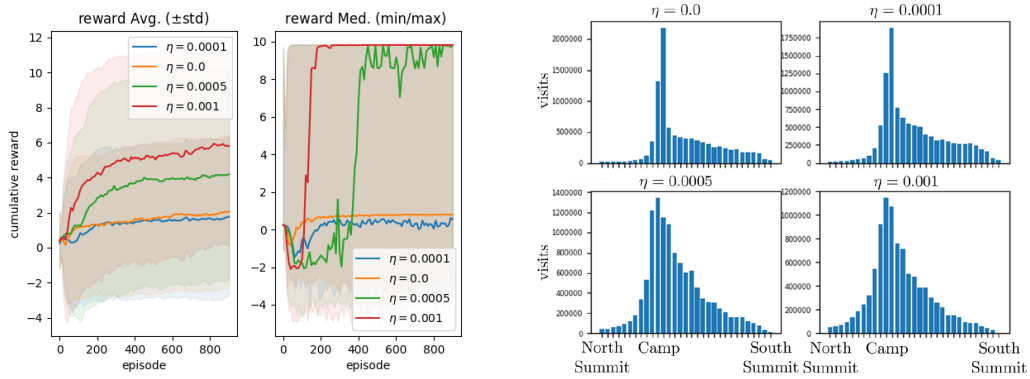 reward Avg. (±std)
cumulative reward
12
10
8
6
4
2
0
−2
−4
η = 0.0001
η = 0.0
η = 0.0005
η = 0.001
0
200
400
600
800
episode
reward Med. (min/max)
10
8
6
4
2
0
−2
−4
η = 0.0001
η = 0.0
η = 0.0005
η = 0.001
0
200
400
600
800
episode
η = 0.0
visits
2000000
1500000
1000000
500000
0
η = 0.0001
1750000
1500000
1250000
1000000
750000
500000
250000
0
η = 0.0005
visits
1400000
1200000
1000000
800000
600000
400000
200000
0
North
Summit
Camp
South
Summit
η = 0.001
1200000
1000000
800000
600000
400000
200000
0
North
Summit
Camp
South
Summit